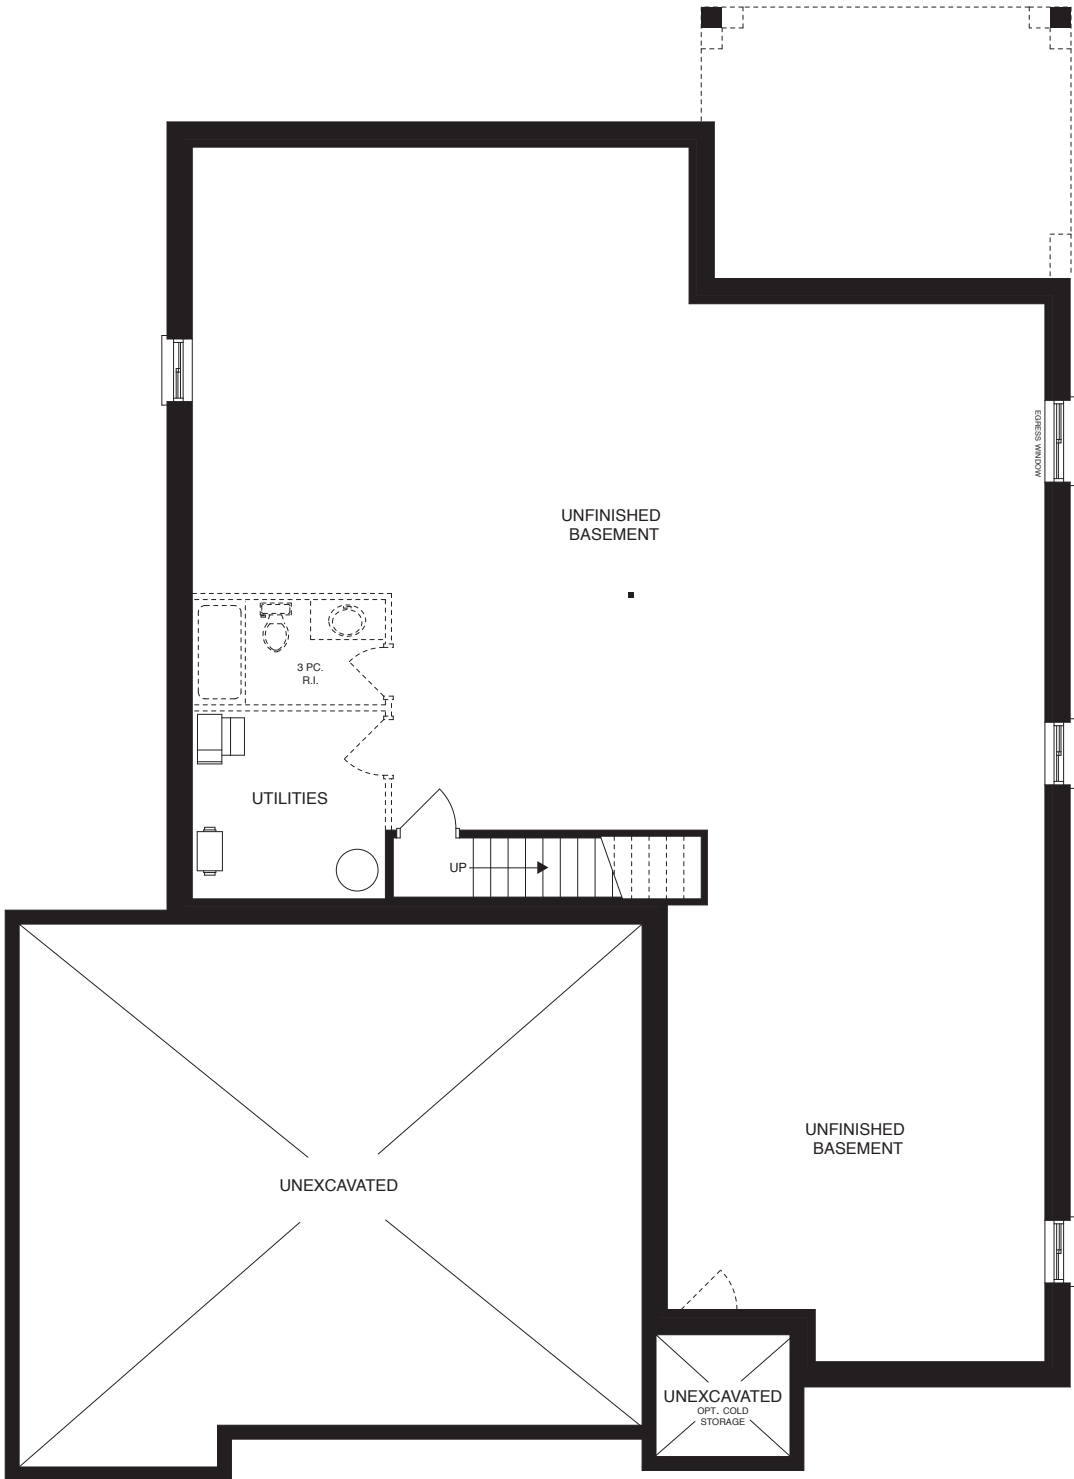 EGRESS WINDOW
UNFINISHED
BASEMENT
3 PC.
R.I.
UTILITIES
UP
UNFINISHED
BASEMENT
UNEXCAVATED
UNEXCAVATED
OPT. COLD
STORAGE